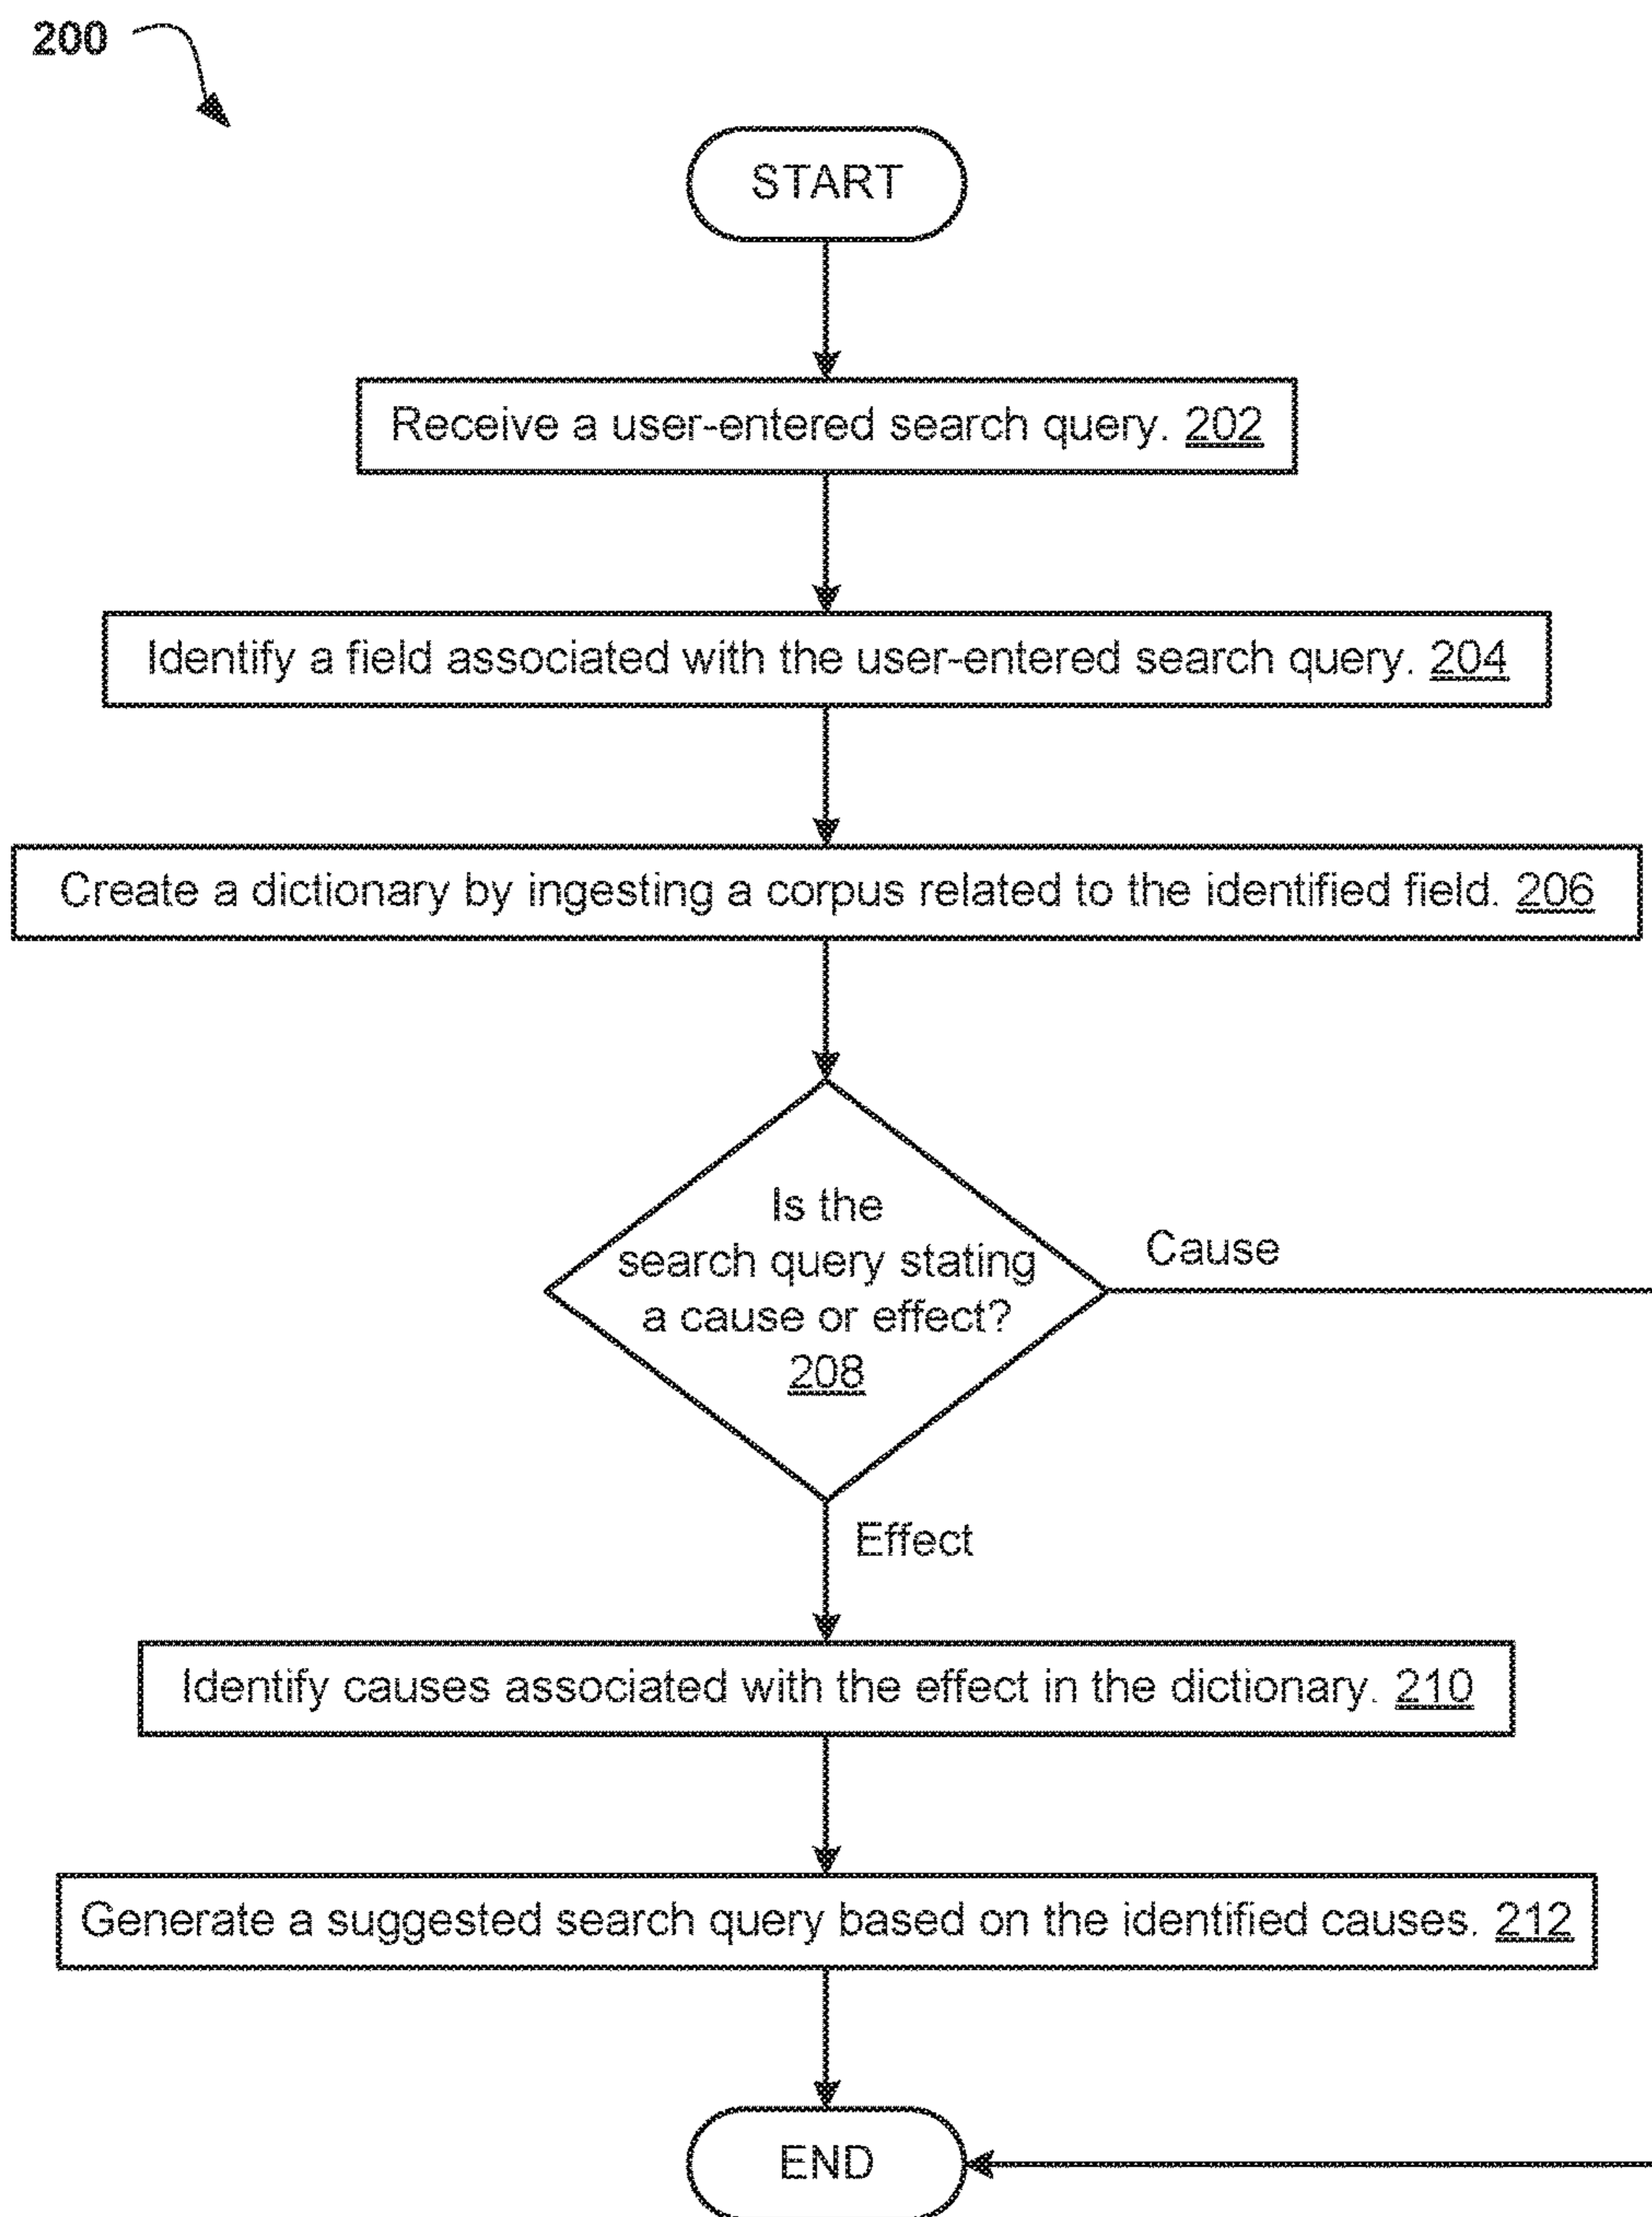 200
START
Receive a user-entered search query. 202
Identify a field associated with the user-entered search query. 204
Create a dictionary by ingesting a corpus related to the identified field. 206
Is the
search query stating
a cause or effect?
208
Cause
Effect
Identify causes associated with the effect in the dictionary. 210
Generate a suggested search query based on the identified causes. 212
END